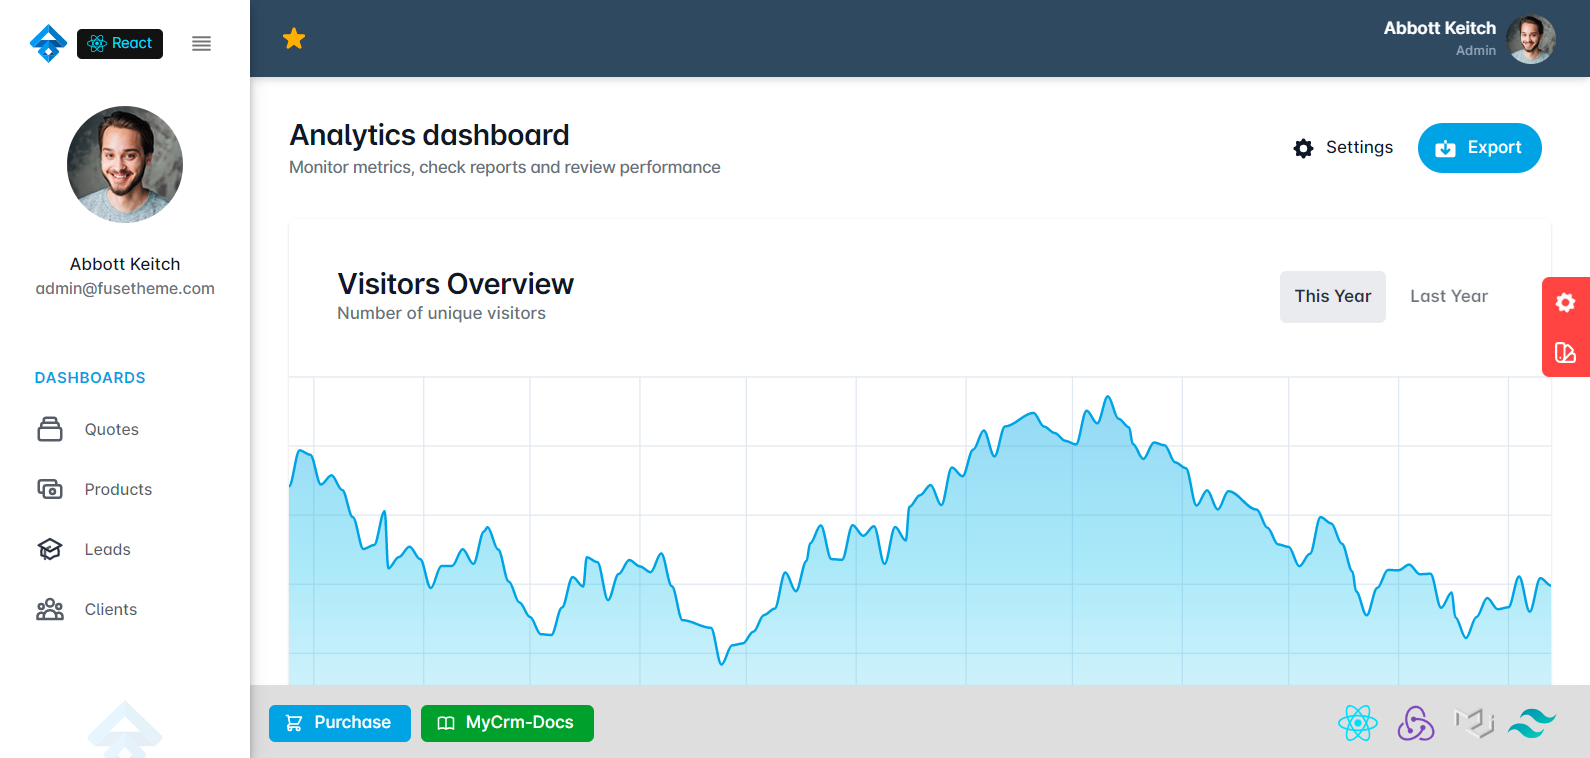 React
Abbott Keitch
Admin
Abbott Keitch
admin@fusetheme.com
DASHBOARDS
Quotes
Products
Leads
Clients
Analytics dashboard
Monitor metrics, check reports and review performance
Settings
Export
Visitors Overview
Number of unique visitors
This Year
Last Year
Purchase
MyCrm-Docs